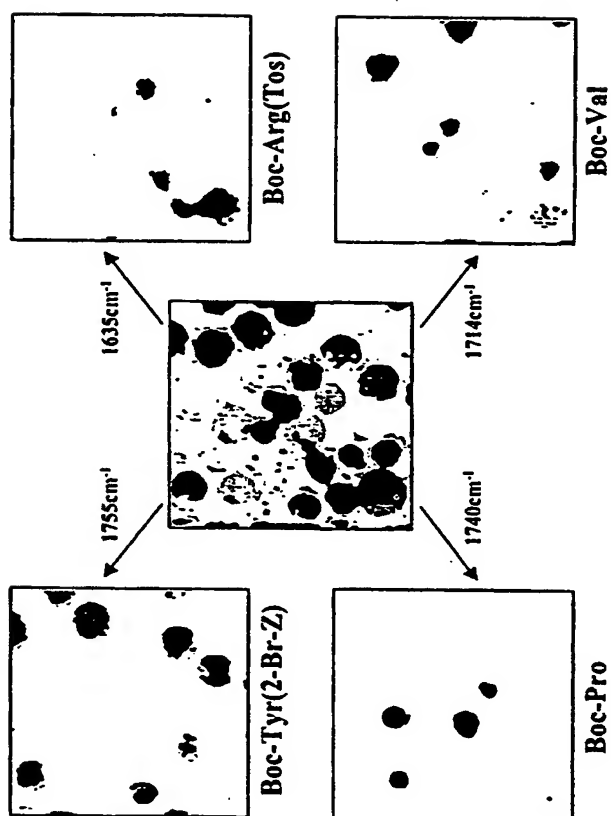 Boc-Tyr(2-Br-Z)
Boc-Arg(Tos)
1755cm-1
1635cm-1
1740cm-1
1714cm-1
Boc-Pro
Boc-Val